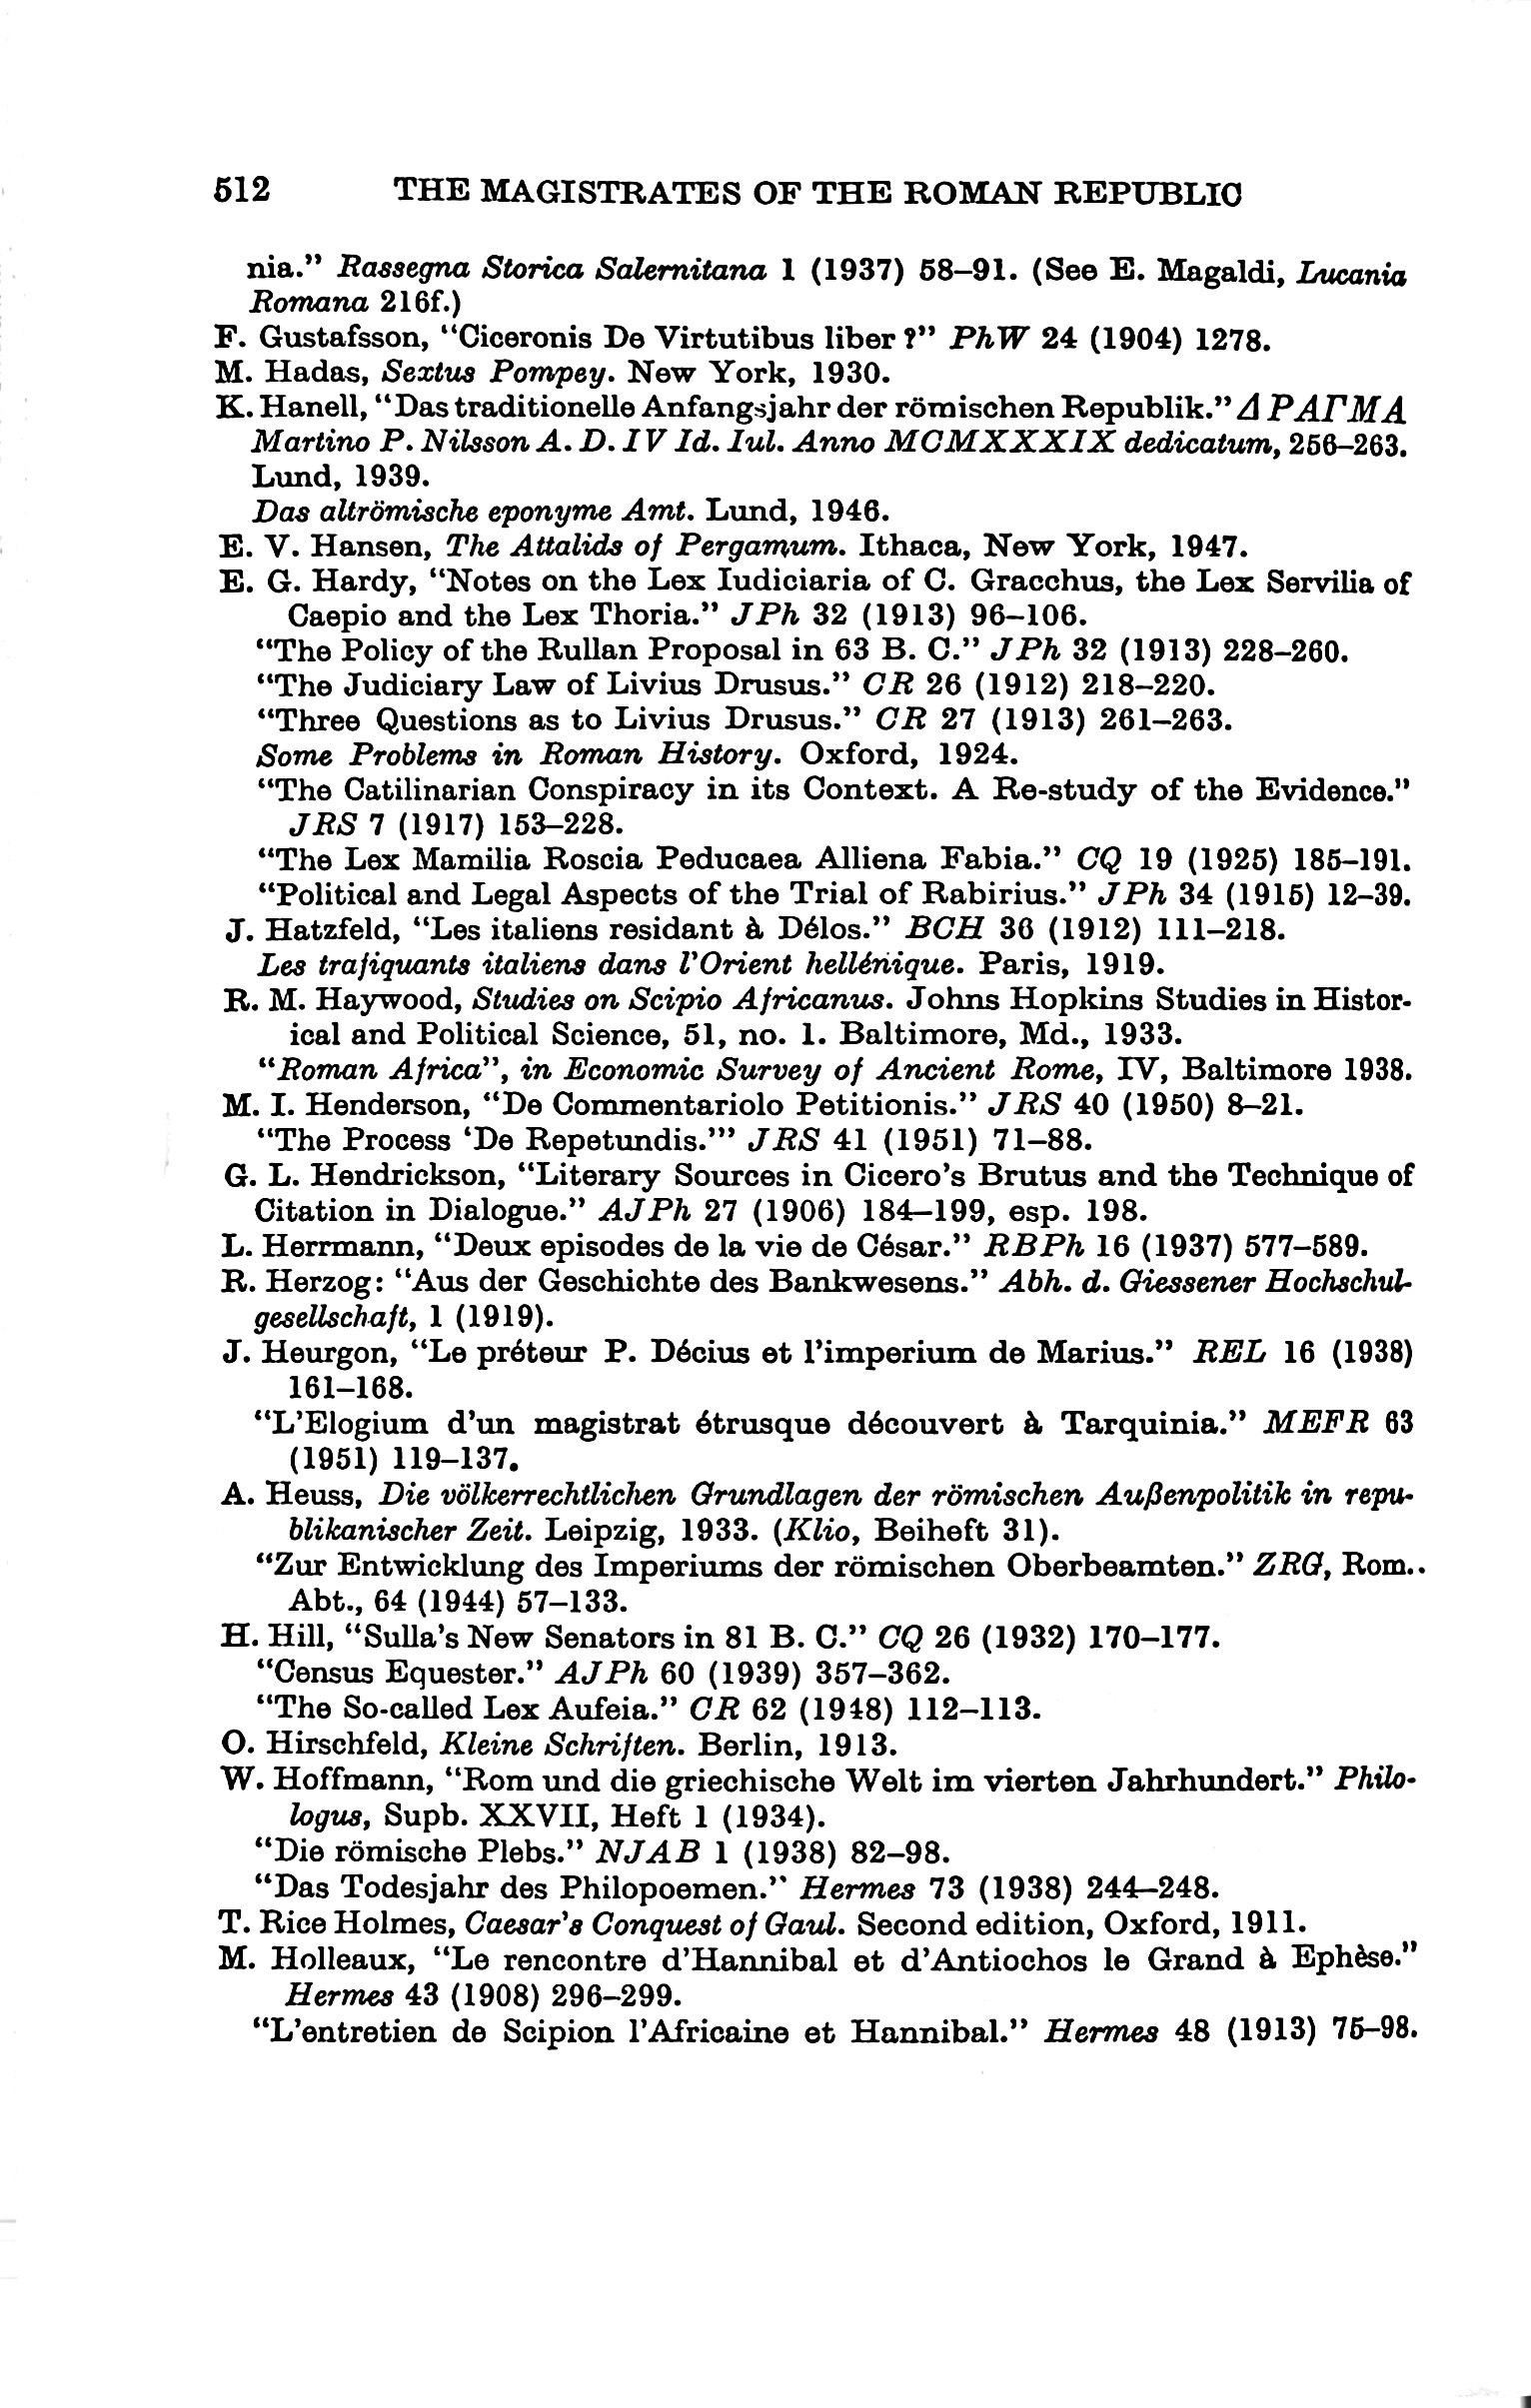 512 THE MAGISTRATES OF THE ROMAN REPUBLIC
nia.” Rassegna Storica Salernitana 1 (1937) 58–91. (See E. Magaldi, Lucania
Romana 216f.)
F. Gustafsson, “Ciceronis De Virtutibus liber?” PhW 24 (1904) 1278.
M. Hadas, Sextus Pompey. New York, 1930.
K. Hanell, “Das traditionelle Anfangsjahr der römischen Republik.” ΔΡΑΓΜΑ
Martino P. Nilsson A. D. IV Id. Iul. Anno MCMXXXIX dedicatum, 256–263.
Lund, 1939.
Das altrömische eponyme Amt. Lund, 1946.
E. V. Hansen, The Attalids of Pergamum. Ithaca, New York, 1947.
E. G. Hardy, “Notes on the Lex Iudiciaria of C. Gracchus, the Lex Servilia of
Caepio and the Lex Thoria.” JPh 32 (1913) 96–106.
“The Policy of the Rullan Proposal in 63 B. C.” JPh 32 (1913) 228–260.
“The Judiciary Law of Livius Drusus.” CR 26 (1912) 218–220.
“Three Questions as to Livius Drusus.” CR 27 (1913) 261–263.
Some Problems in Roman History. Oxford, 1924.
“The Catilinarian Conspiracy in its Context. A Re-study of the Evidence.”
JRS 7 (1917) 153–228.
“The Lex Mamilia Roscia Peducaea Alliena Fabia.” CQ 19 (1925) 185–191.
“Political and Legal Aspects of the Trial of Rabirius.” JPh 34 (1915) 12–39.
J. Hatzfeld, “Les italiens residant à Délos.” BCH 36 (1912) 111–218.
Les trafiquants italiens dans l’Orient hellénique. Paris, 1919.
R. M. Haywood, Studies on Scipio Africanus. Johns Hopkins Studies in Histor-
ical and Political Science, 51, no. 1. Baltimore, Md., 1933.
“Roman Africa”, in Economic Survey of Ancient Rome, IV, Baltimore 1938.
M. I. Henderson, “De Commentariolo Petitionis.” JRS 40 (1950) 8–21.
“The Process ‘De Repetundis.’” JRS 41 (1951) 71–88.
G. L. Hendrickson, “Literary Sources in Cicero’s Brutus and the Technique of
Citation in Dialogue.” AJPh 27 (1906) 184–199, esp. 198.
L. Herrmann, “Deux episodes de la vie de César.” RBPh 16 (1937) 577–589.
R. Herzog: “Aus der Geschichte des Bankwesens.” Abh. d. Giessener Hochschul-
gesellschaft, 1 (1919).
J. Heurgon, “Le préteur P. Décius et l’imperium de Marius.” REL 16 (1938)
161–168.
“L’Elogium d’un magistrat étrusque découvert à Tarquinia.” MEFR 63
(1951) 119–137.
A. Heuss, Die völkerrechtlichen Grundlagen der römischen Außenpolitik in repu-
blikanischer Zeit. Leipzig, 1933. (Klio, Beiheft 31).
“Zur Entwicklung des Imperiums der römischen Oberbeamten.” ZRG, Rom..
Abt., 64 (1944) 57–133.
H. Hill, “Sulla’s New Senators in 81 B. C.” CQ 26 (1932) 170–177.
“Census Equester.” AJPh 60 (1939) 357–362.
“The So-called Lex Aufeia.” CR 62 (1948) 112–113.
O. Hirschfeld, Kleine Schriften. Berlin, 1913.
W. Hoffmann, “Rom und die griechische Welt im vierten Jahrhundert.” Philo-
logus, Supb. XXVII, Heft 1 (1934).
“Die römische Plebs.” NJAB 1 (1938) 82–98.
“Das Todesjahr des Philopoemen.” Hermes 73 (1938) 244–248.
T. Rice Holmes, Caesar’s Conquest of Gaul. Second edition, Oxford, 1911.
M. Holleaux, “Le rencontre d’Hannibal et d’Antiochos le Grand à Ephèse.”
Hermes 43 (1908) 296–299.
“L’entretien de Scipion l’Africaine et Hannibal.” Hermes 48 (1913) 75–98.